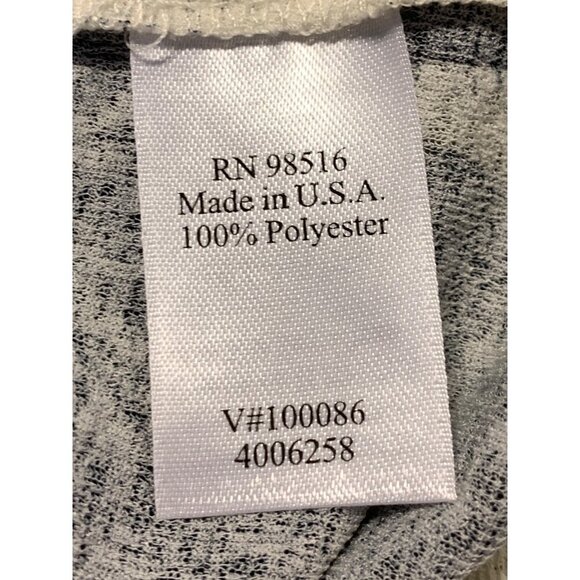 RN 98516
Made in U.S.A.
100% Polyester
V#100086
4006258